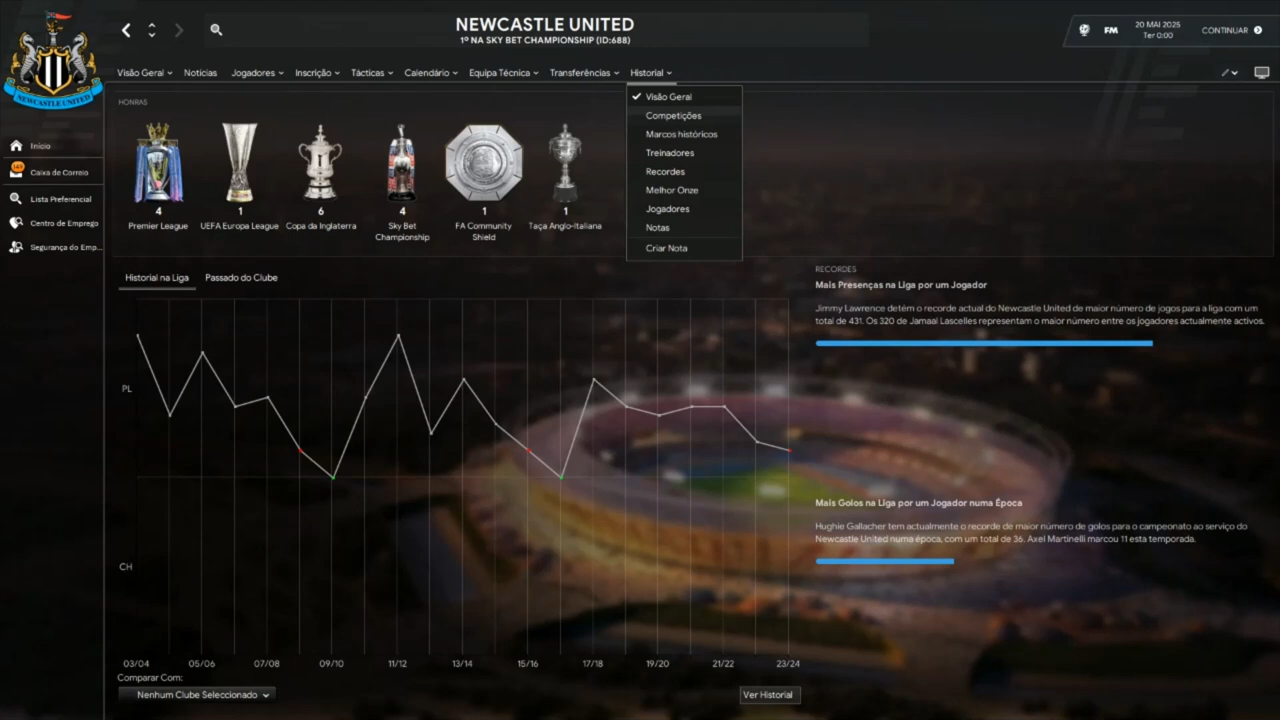 NEWCASTLE UNITED
1º NA SKY BET CHAMPIONSHIP (ID:688)
FM
20 MAI 2025
Ter 0:00
CONTINUAR
NEWCASTLE UNITED
Visão Geral
Notícias
Jogadores
Inscrição
Tácticas
Calendário
Equipa Técnica
Transferências
Historial
Início
Caixa de Correio
Lista Preferencial
Centro de Emprego
Segurança do Emp...
HONRAS
4
Premier League
1
UEFA Europa League
6
Copa da Inglaterra
4
Sky Bet
Championship
1
FA Community
Shield
1
Taça Anglo-Italiana
Visão Geral
Competições
Marcos históricos
Treinadores
Recordes
Melhor Onze
Jogadores
Notas
Criar Nota
Historial na Liga
Passado do Clube
PL
CH
03/04
05/06
07/08
09/10
11/12
13/14
15/16
17/18
19/20
21/22
23/24
Comparar Com:
Nenhum Clube Seleccionado
Ver Historial
RECORDES
Mais Presenças na Liga por um Jogador
Jimmy Lawrence detém o recorde actual do Newcastle United de maior número de jogos para a liga com um
total de 431. Os 320 de Jamaal Lascelles representam o maior número entre os jogadores actualmente activos.
Mais Golos na Liga por um Jogador numa Época
Hughie Gallacher tem actualmente o recorde de maior número de golos para o campeonato ao serviço do
Newcastle United numa época, com um total de 36. Axel Martinelli marcou 11 esta temporada.